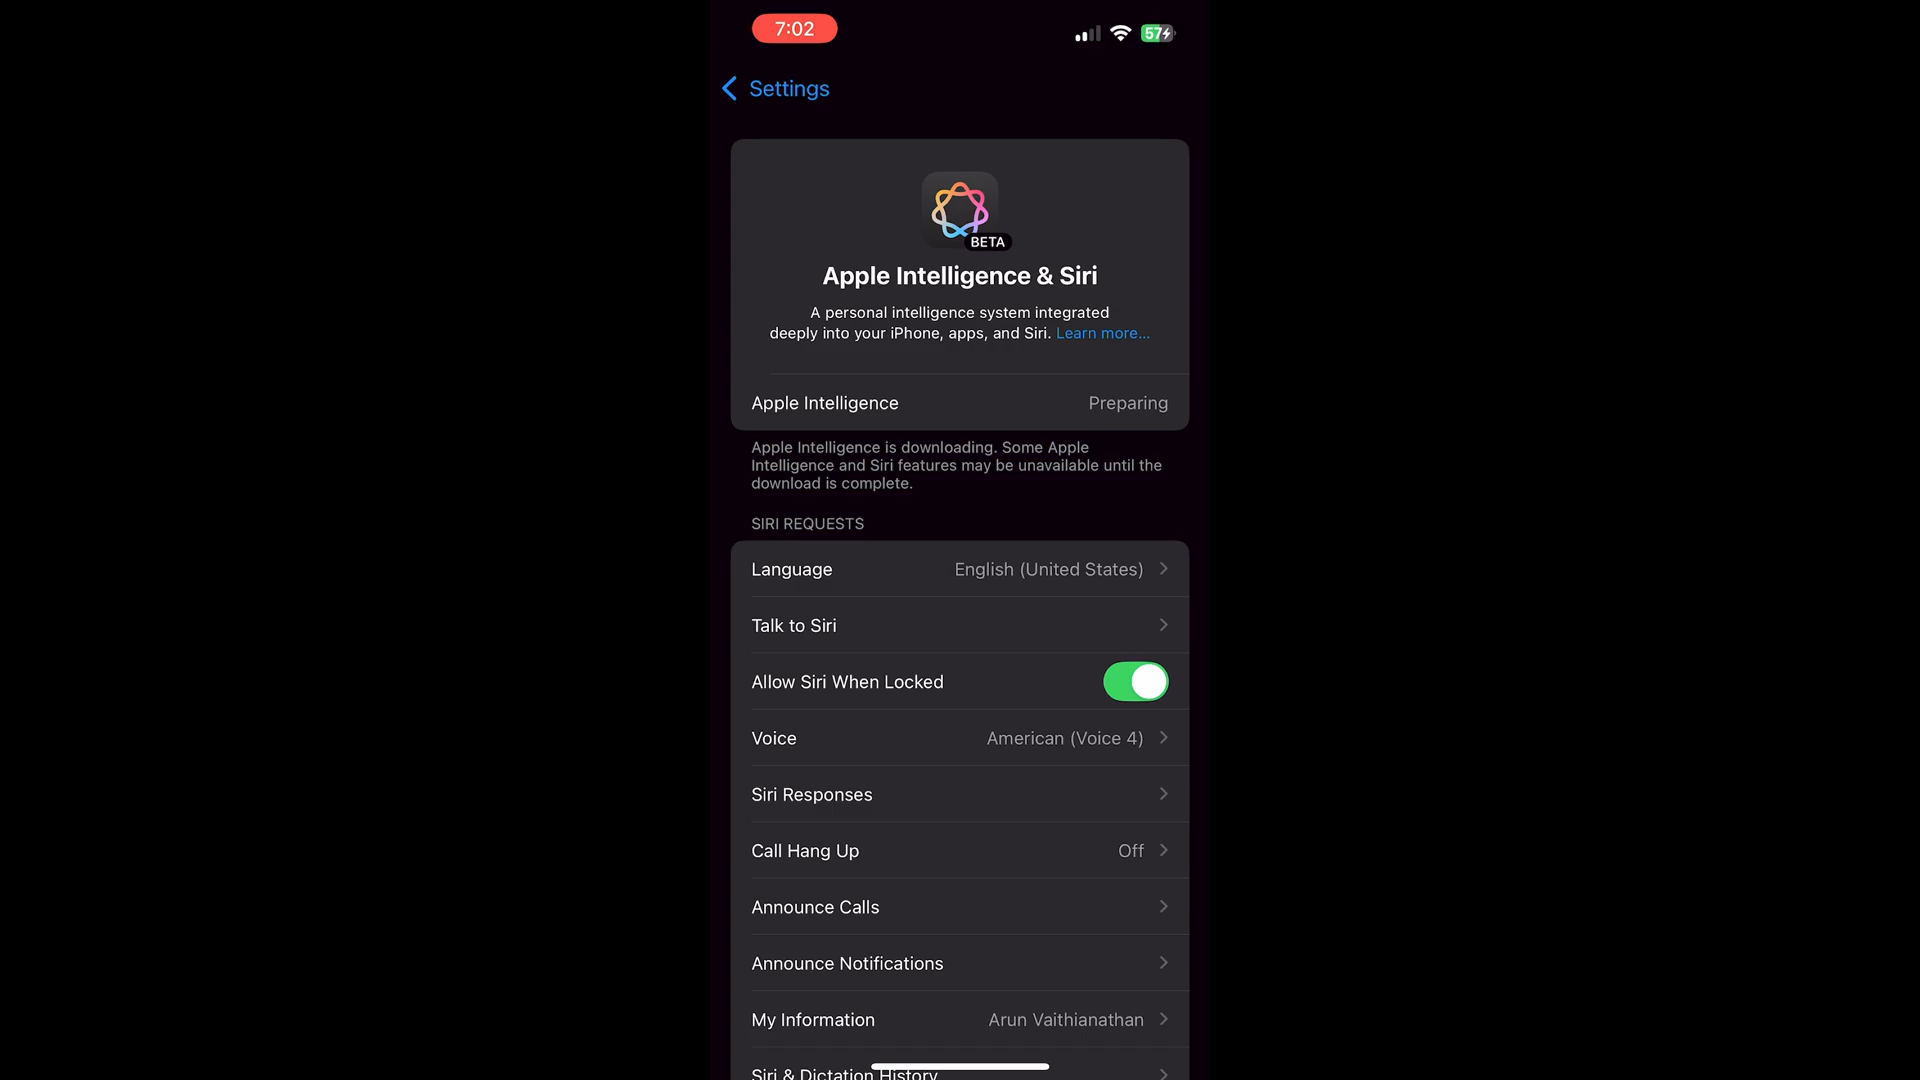 7:02
57
Settings
BETA
Apple Intelligence & Siri
A personal intelligence system integrated
deeply into your iPhone, apps, and Siri. Learn more...
Apple Intelligence Preparing
Apple Intelligence is downloading. Some Apple
Intelligence and Siri features may be unavailable until the
download is complete.
SIRI REQUESTS
Language English (United States)
Talk to Siri
Allow Siri When Locked
Voice American (Voice 4)
Siri Responses
Call Hang Up Off
Announce Calls
Announce Notifications
My Information Arun Vaithianathan
Siri & Dictation History